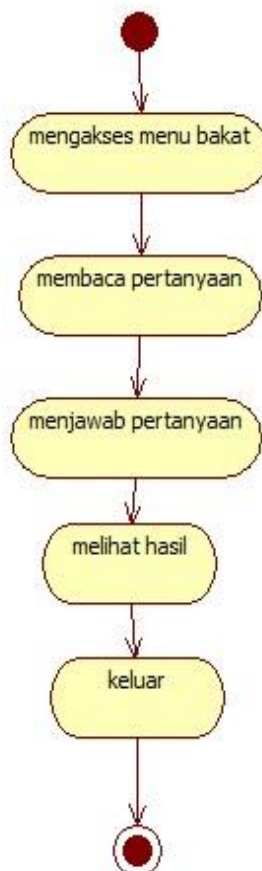 mengakses menu bakat
membaca pertanyaan
menjawab pertanyaan
melihat hasil
keluar